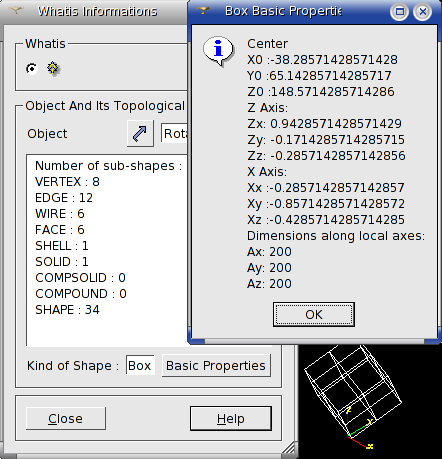 Whatis Informations
Whatis
Object And Its Topological
Object
Rota
Number of sub-shapes :
VERTEX : 8
EDGE : 12
WIRE : 6
FACE : 6
SHELL : 1
SOLID : 1
COMPSOLID : 0
COMPOUND : 0
SHAPE : 34
Kind of Shape : Box Basic Properties
Close Help
Box Basic Propertie
Center
X0 :-38.28571428571428
Y0 :65.14285714285717
Z0 :148.5714285714286
Z Axis:
Zx: 0.9428571428571429
Zy: -0.1714285714285715
Zz: -0.2857142857142856
X Axis:
Xx :-0.2857142857142857
Xy :-0.8571428571428572
Xz :-0.4285714285714285
Dimensions along local axes:
Ax: 200
Ay: 200
Az: 200
OK